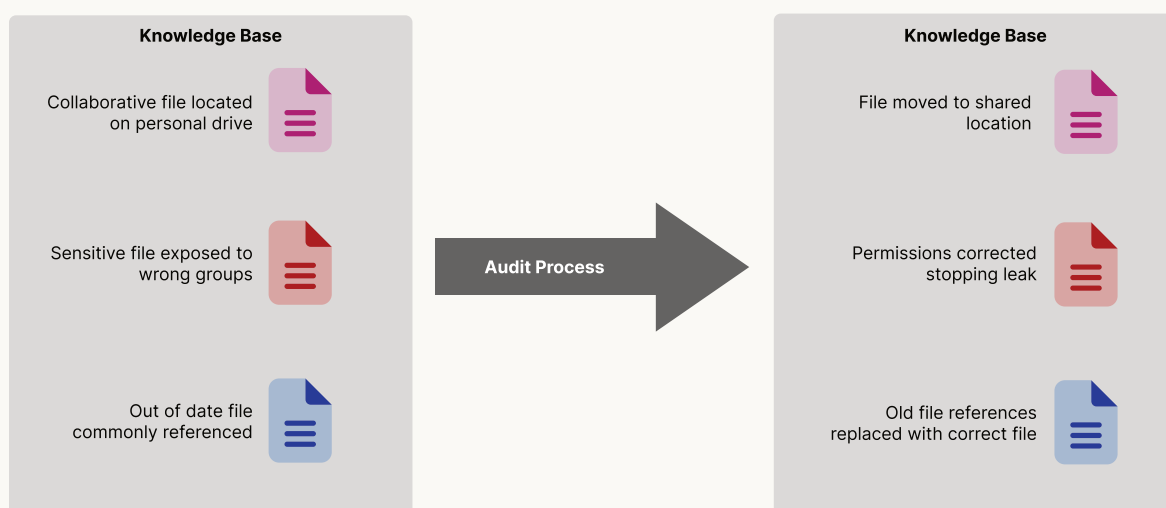 Knowledge Base
Collaborative file located
on personal drive
Sensitive file exposed to
wrong groups
Out of date file
commonly referenced
Audit Process
Knowledge Base
File moved to shared
location
Permissions corrected
stopping leak
Old file references
replaced with correct file